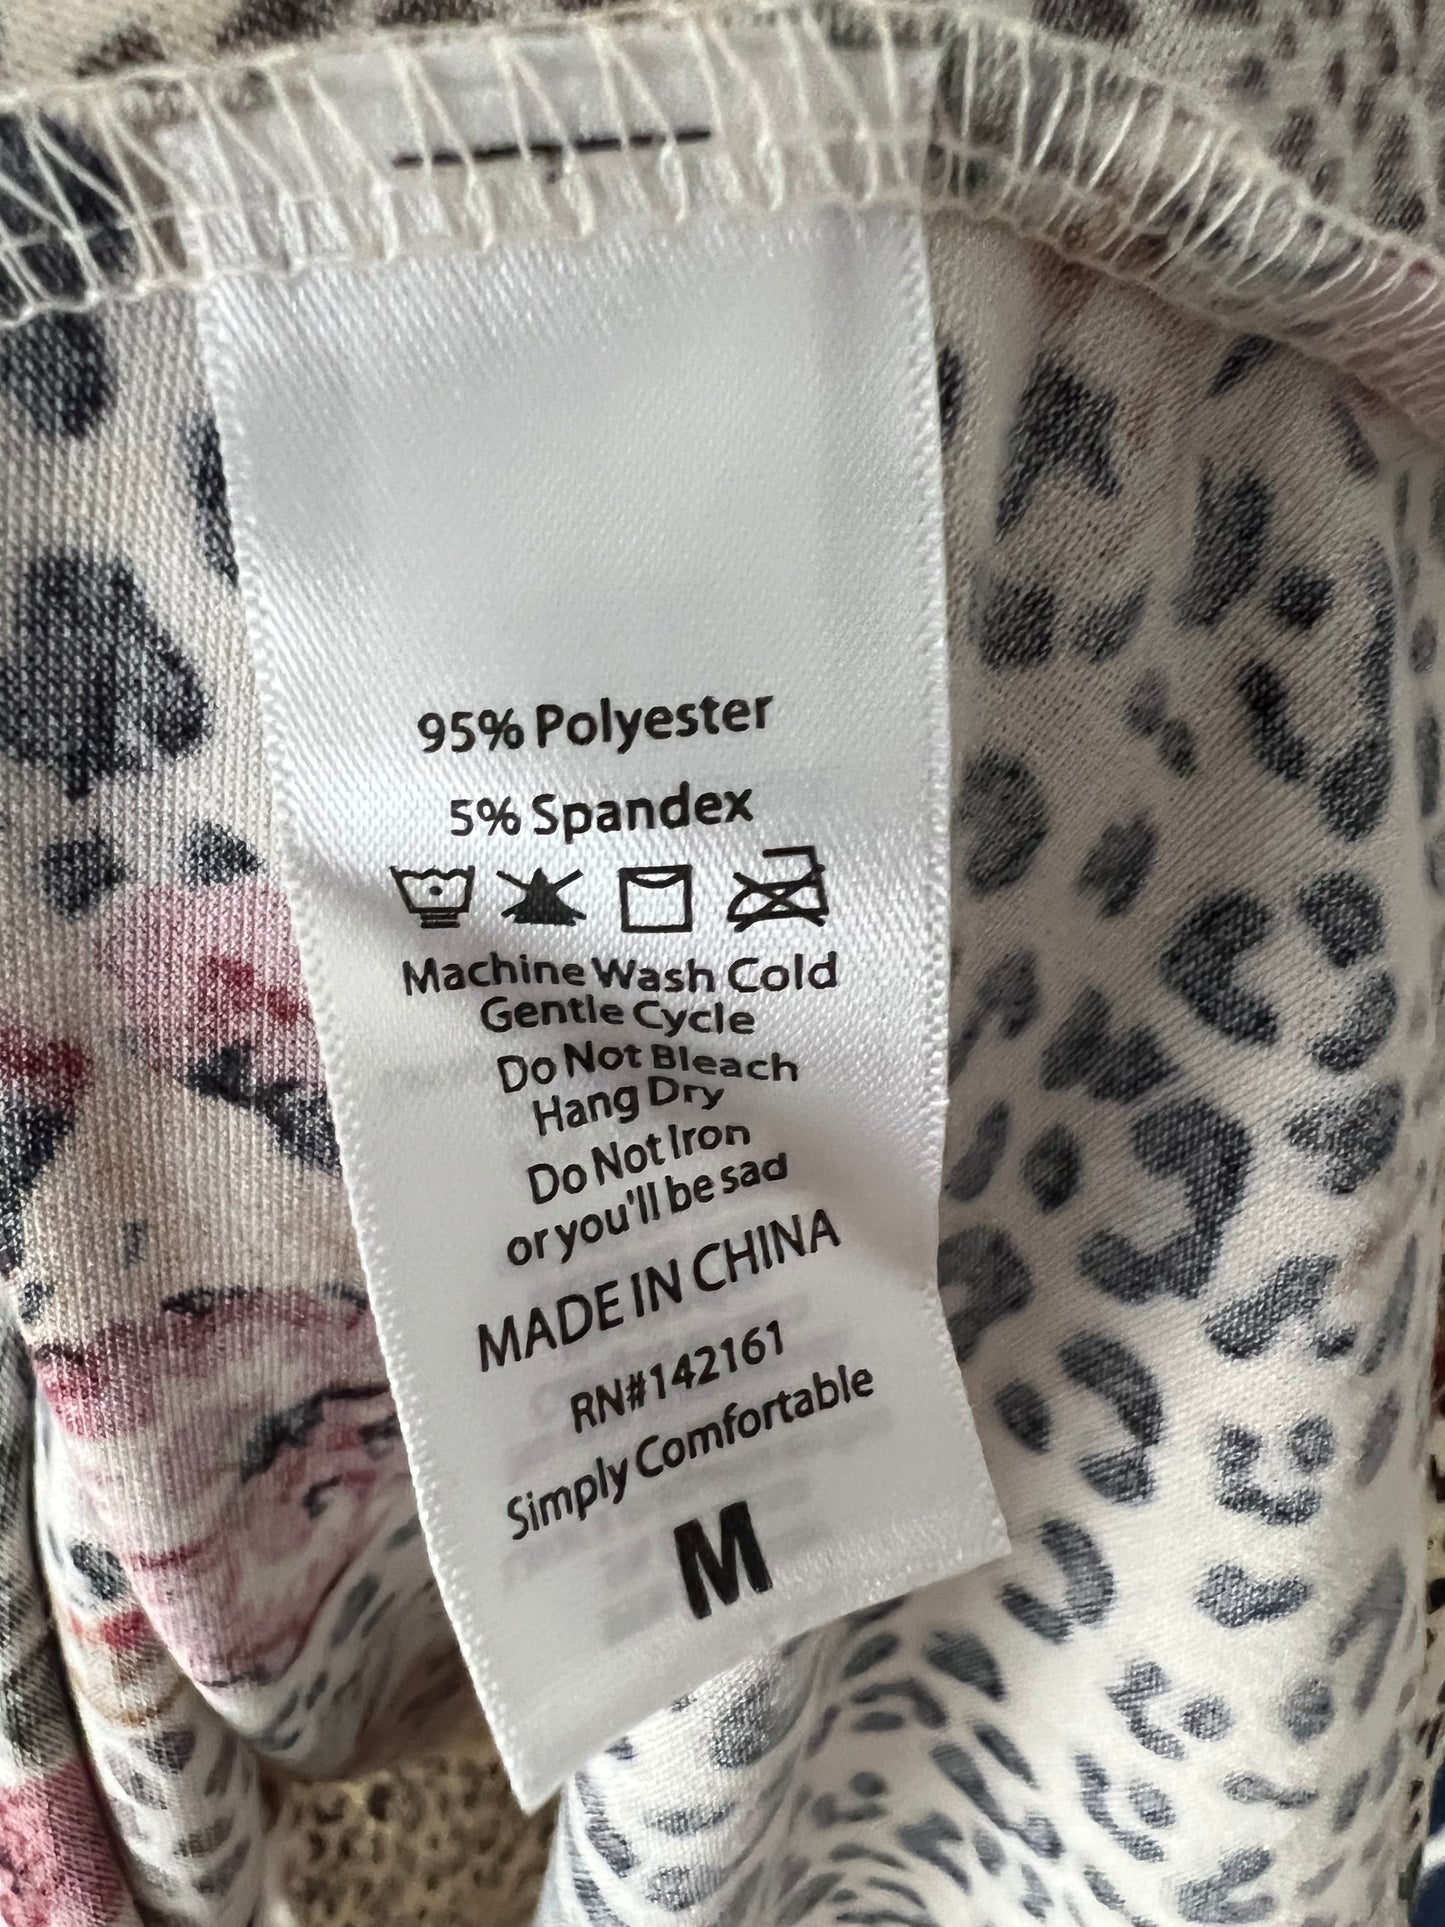 95% Polyester
5% Spandex
Machine Wash Cold
Gentle Cycle
Do Not Bleach
Hang Dry
Do Not Iron
or you'll be sad
MADE IN CHINA
RN#142161
Simply Comfortable
M